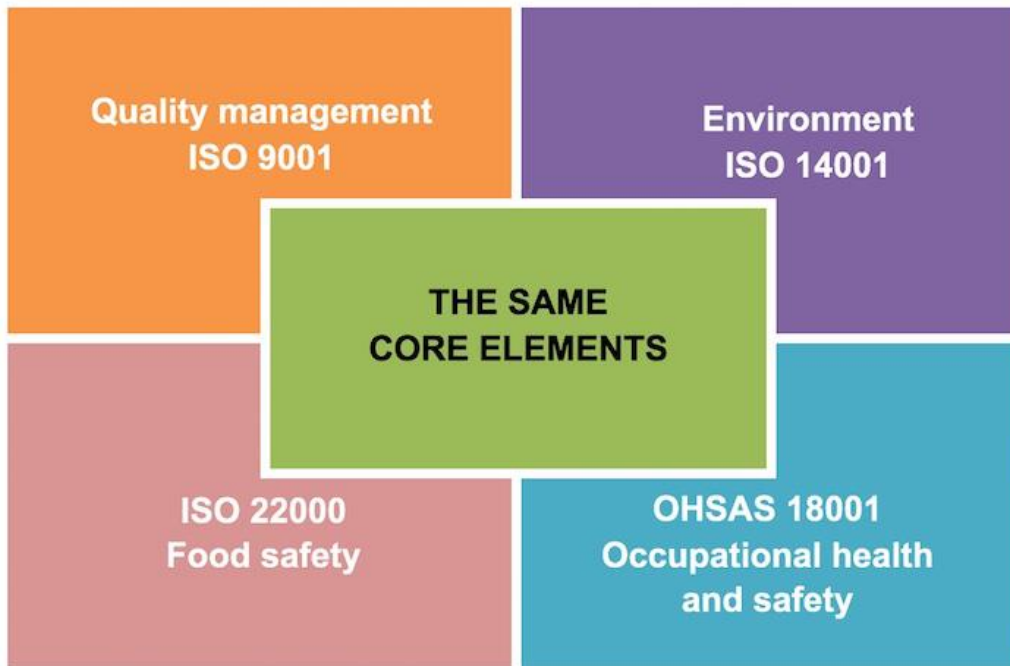 Quality management
ISO 9001
Environment
ISO 14001
THE SAME
CORE ELEMENTS
ISO 22000
Food safety
OHSAS 18001
Occupational health
and safety